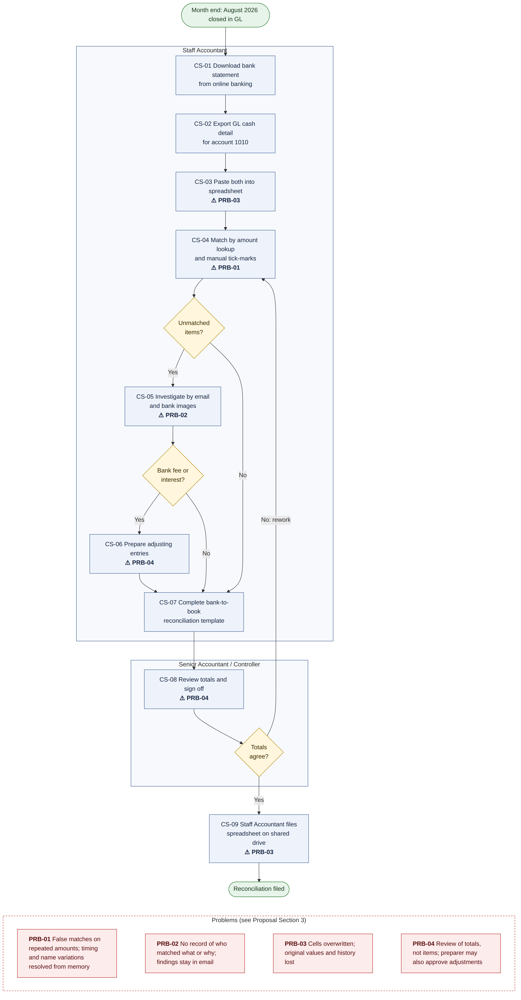 Month end: August 2026
closed in GL
Staff Accountant
CS-01 Download bank
statement
from online banking
CS-02 Export GL cash
detail
for account 1010
CS-03 Paste both into
spreadsheet
⚠ PRB-03
CS-04 Match by amount
lookup
and manual tick-marks
⚠ PRB-01
Unmatched
items?
Yes
CS-05 Investigate by email
and bank images
⚠ PRB-02
Bank fee or
interest?
No
Yes
No: rework
CS-06 Prepare adjusting
entries
⚠ PRB-04
No
CS-07 Complete bank-to-
book
reconciliation template
Senior Accountant / Controller
CS-08 Review totals and
sign off
⚠ PRB-04
Totals
agree?
Yes
CS-09 Staff Accountant files
spreadsheet on shared
drive
⚠ PRB-03
Reconciliation filed
Problems (see Proposal Section 3)
PRB-01 False matches on
repeated amounts; timing
and name variations
resolved from memory
PRB-02 No record of who
matched what or why;
findings stay in email
PRB-03 Cells overwritten;
original values and history
lost
PRB-04 Review of totals,
not items; preparer may
also approve adjustments